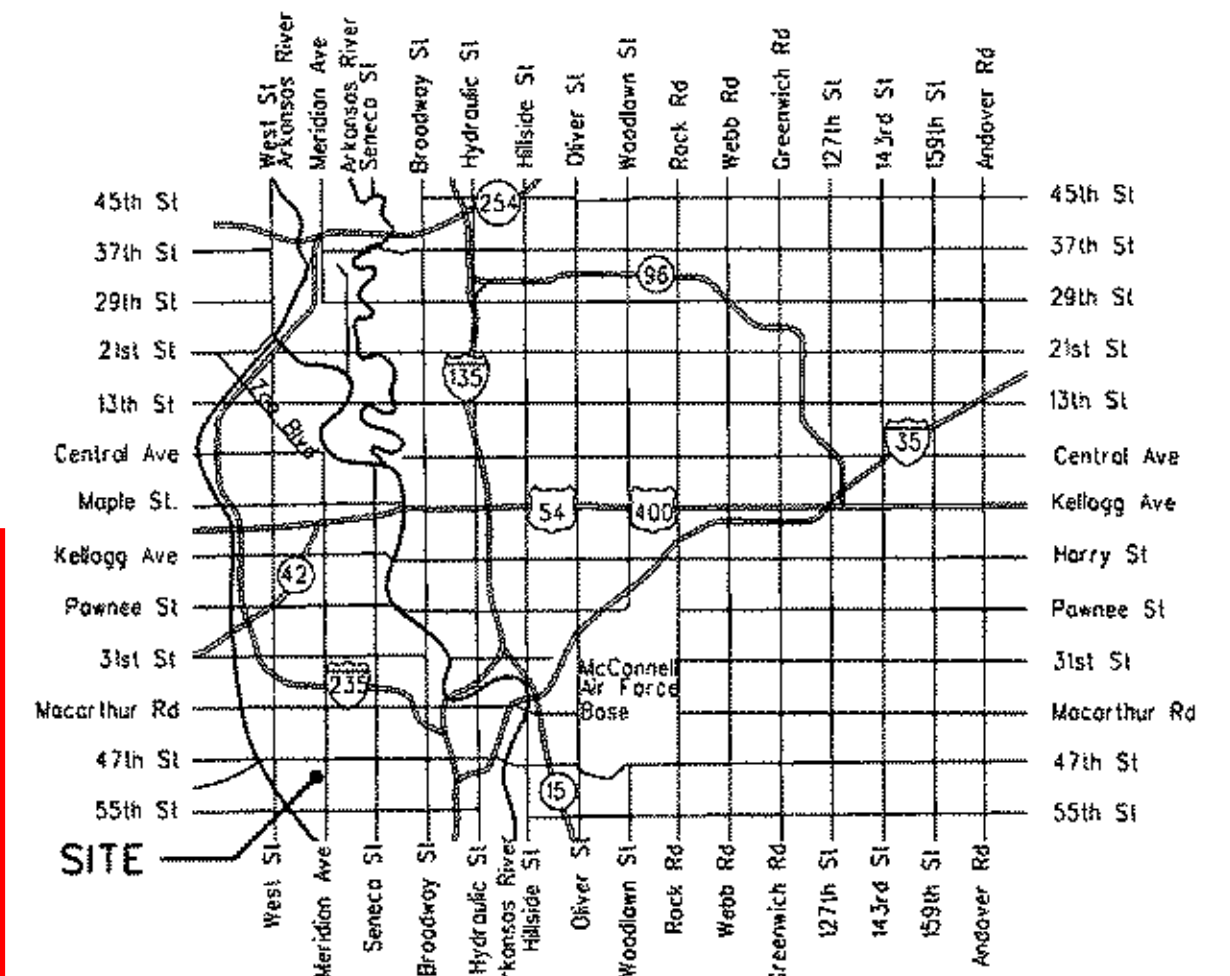 West St
Arkansas River
Meridian Ave
Arkansas River
Seneca St
Broadway St
Hydraulic St
Hillside St
Oliver St
Woodlawn St
Rock Rd
Webb Rd
Greenwich Rd
127th St
143rd St
159th St
Andover Rd
45th St
37th St
29th St
21st St
13th St
Central Ave
Maple St.
Kellogg Ave
Pawnee St
31st St
Macarthur Rd
47th St
55th St
SITE
254
96
135
Zoo Blvd
35
54
400
42
235
McConnell
Air Force
Base
15
45th St
37th St
29th St
21st St
13th St
Central Ave
Kellogg Ave
Harry St
Pawnee St
31st St
Macarthur Rd
47th St
55th St
West St
Meridian Ave
Seneca St
Broadway St
Hydraulic St
rkansas River
Hillside St
Oliver St
Woodlawn St
Rock Rd
Webb Rd
Greenwich Rd
127th St
143rd St
159th St
Andover Rd